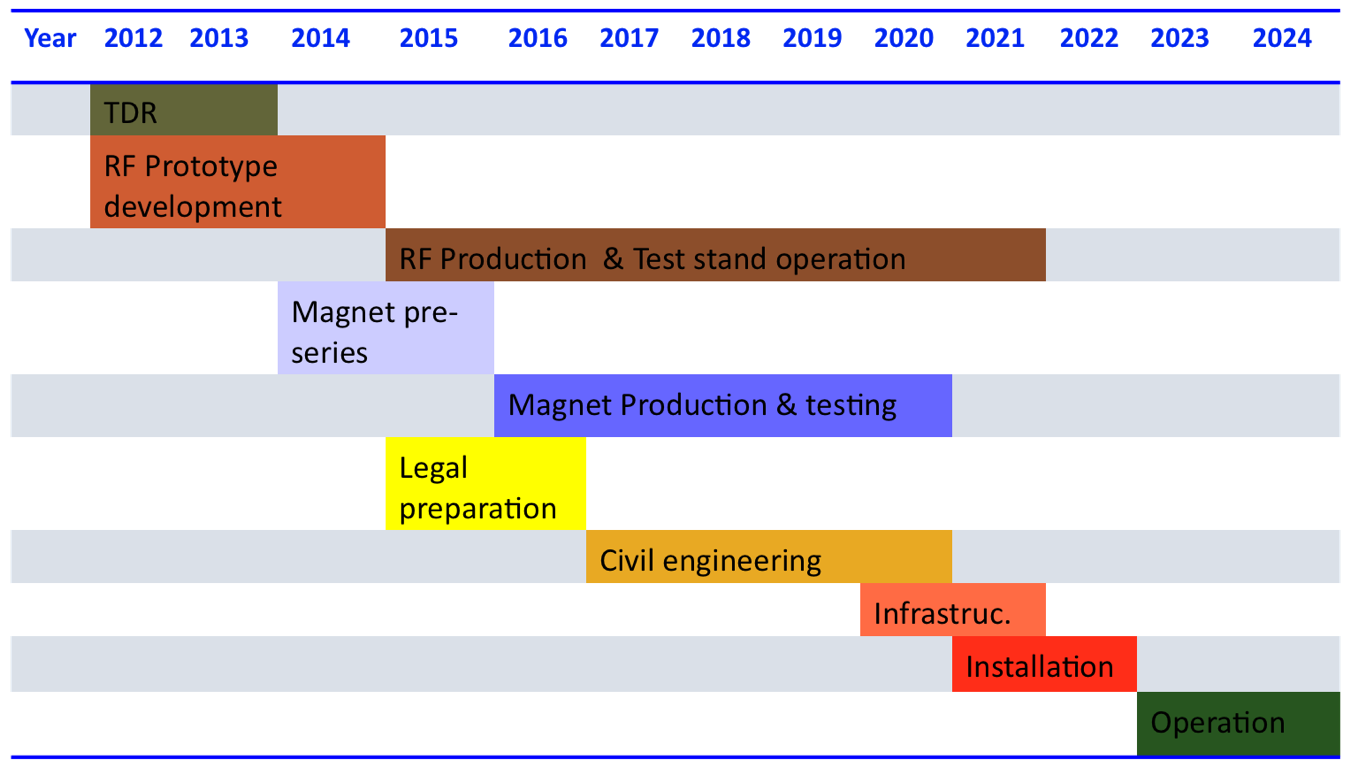 Year 2012 2013 2014 2015 2016 2017 2018 2019 2020 2021 2022 2023 2024
TDR
RF Prototype
development
RF Production & Test stand operation
Magnet pre-
series
Magnet Production & testing
Legal
preparation
Civil engineering
Infrastruc.
Installation
Operation